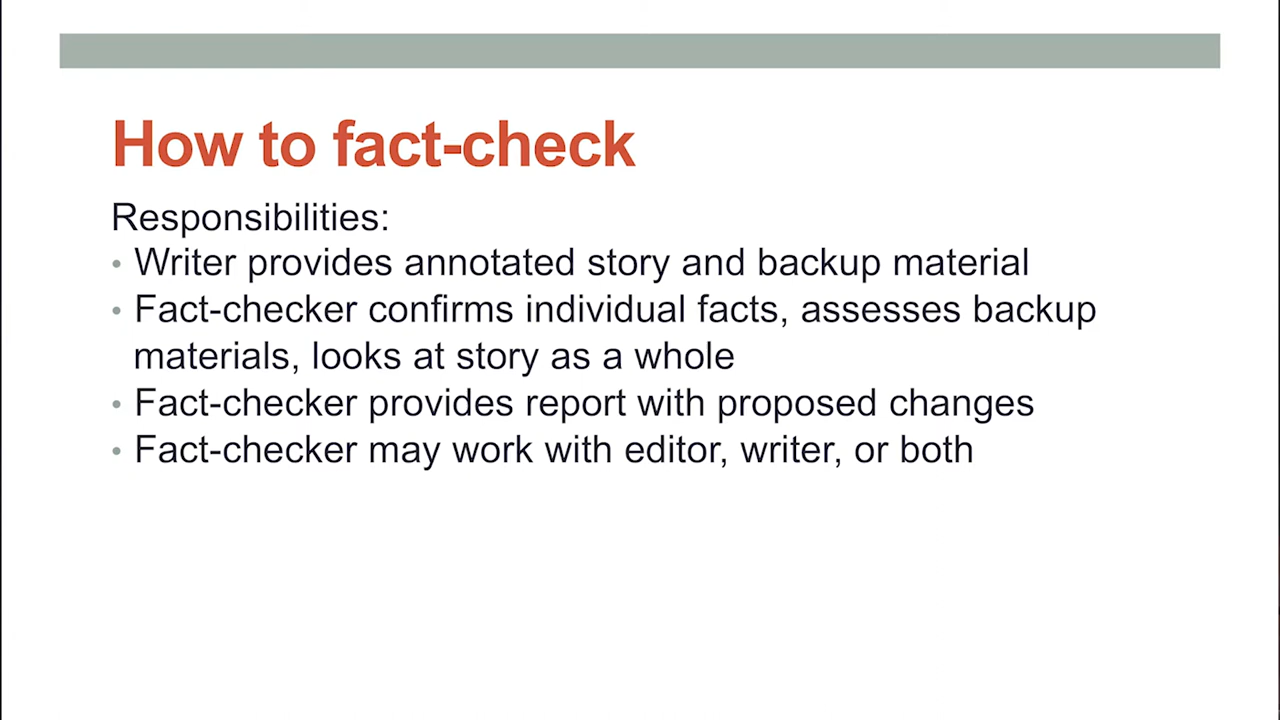 How to fact-check
Responsibilities:
• Writer provides annotated story and backup material
• Fact-checker confirms individual facts, assesses backup
materials, looks at story as a whole
• Fact-checker provides report with proposed changes
• Fact-checker may work with editor, writer, or both